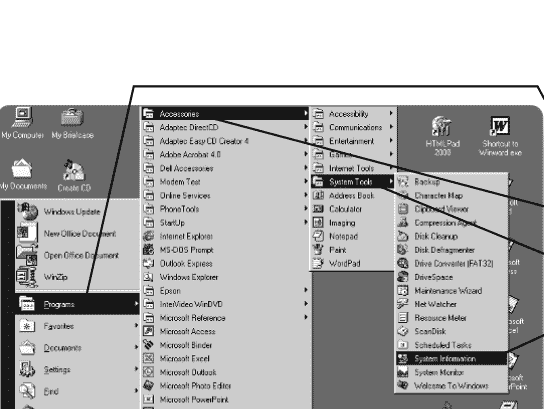 My Computer
My Briefcase
My Documents
Create CD
HTMLPad 2000
Shortcut to Winword.exe
Windows Update
New Office Document
Open Office Document
WinZip
Programs
Favorites
Documents
Settings
Find
Accessories
Adaptec DirectCD
Adaptec Easy CD Creator 4
Adobe Acrobat 4.0
Dell Accessories
Modem Test
Online Services
PhoneTools
StartUp
Internet Explorer
MS-DOS Prompt
Outlook Express
Windows Explorer
Epson
InterVideo WinDVD
Microsoft Reference
Microsoft Access
Microsoft Binder
Microsoft Excel
Microsoft Outlook
Microsoft Photo Editor
Microsoft PowerPoint
Accessibility
Communications
Entertainment
Games
Internet Tools
System Tools
Address Book
Calculator
Imaging
Notepad
Paint
WordPad
Backup
Character Map
Clipboard Viewer
Compression Agent
Disk Cleanup
Disk Defragmenter
Drive Converter (FAT32)
DriveSpace
Maintenance Wizard
Net Watcher
Resource Meter
ScanDisk
Scheduled Tasks
System Information
System Monitor
Welcome To Windows